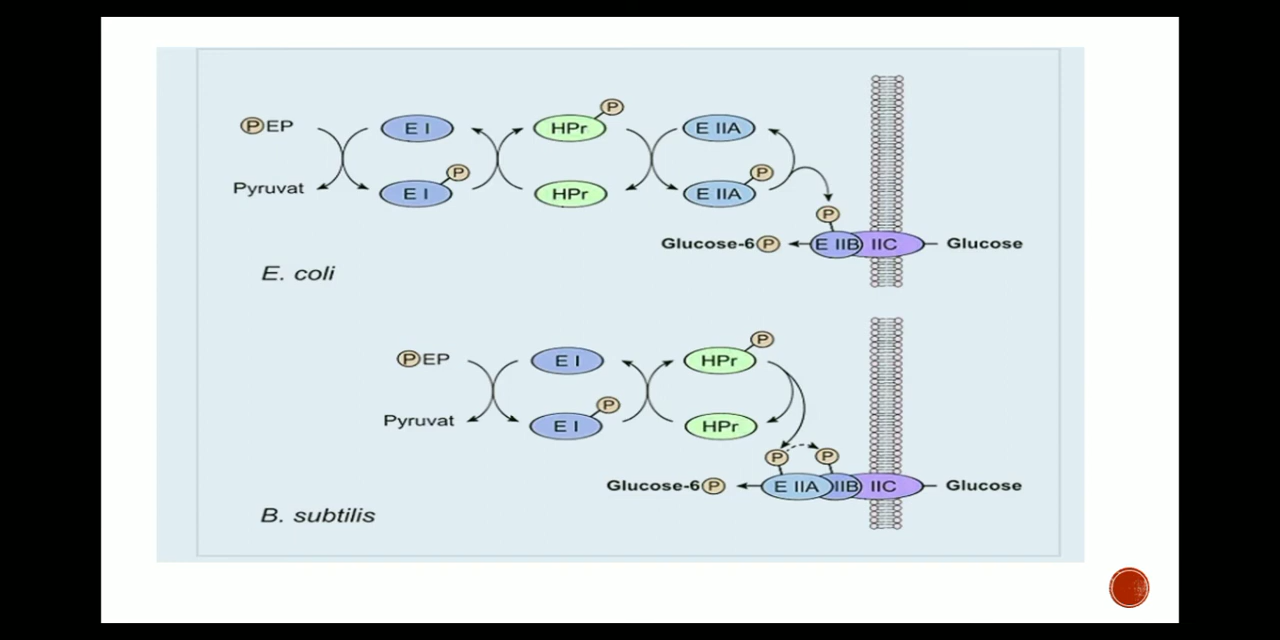 P
PEP
E I
HPr
E IIA
P
P
Pyruvat
E I
HPr
E IIA
P
Glucose-6P
E IIB
IIC
Glucose
E. coli
P
PEP
E I
HPr
P
Pyruvat
E I
HPr
P
P
Glucose-6P
E IIA
IIB
IIC
Glucose
B. subtilis